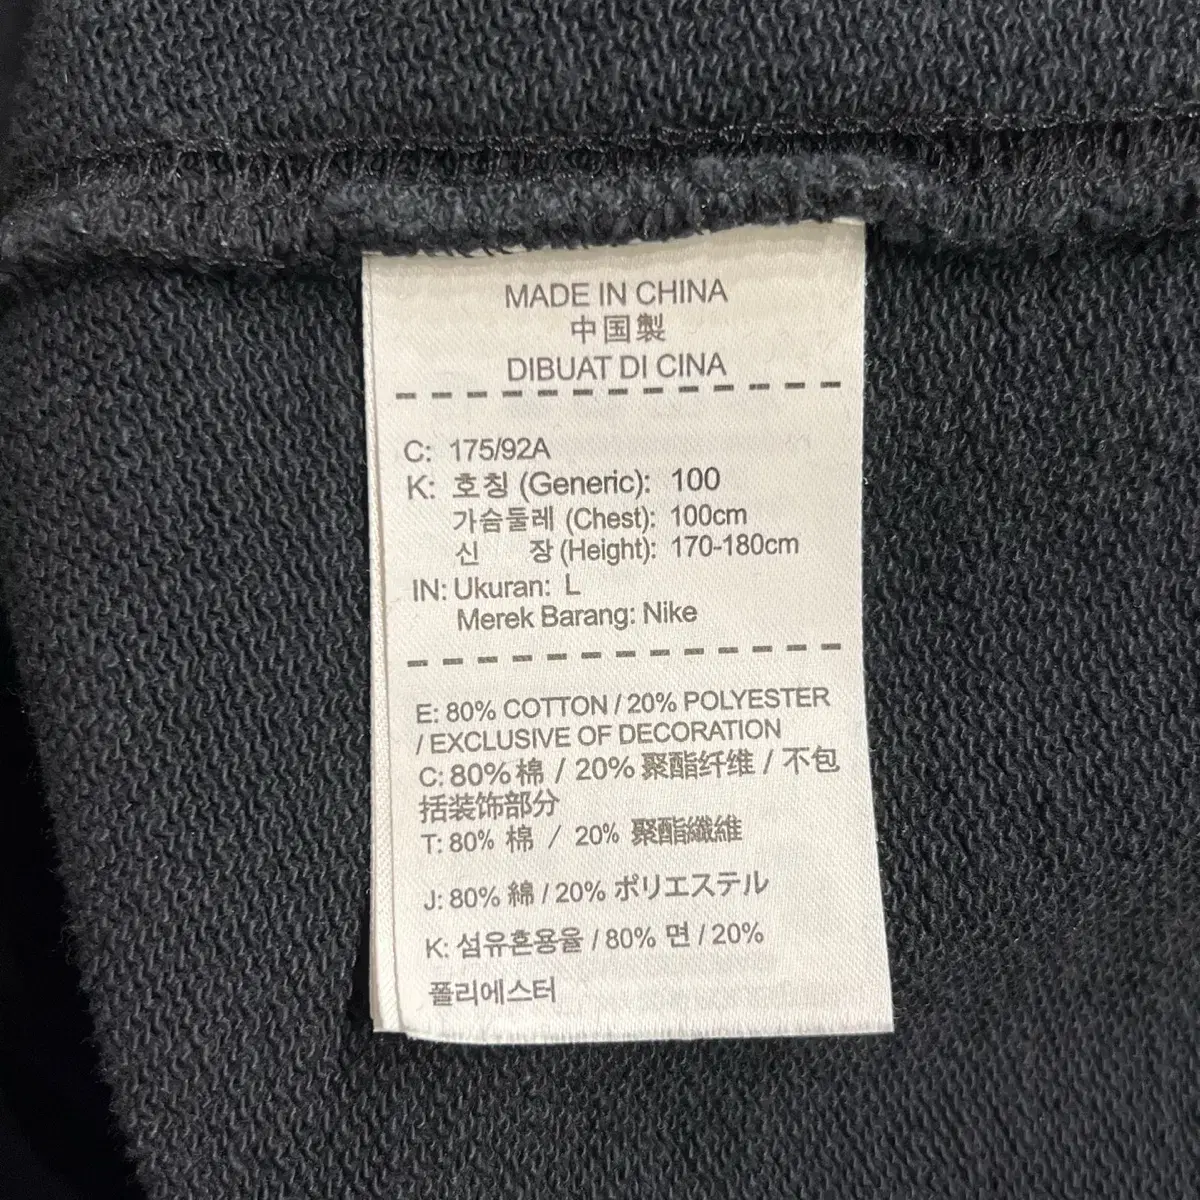 MADE IN CHINA
中国製
DIBUAT DI CINA
C: 175/92A
K: 호칭 (Generic): 100
가슴둘레 (Chest): 100cm
신 장 (Height): 170-180cm
IN: Ukuran: L
Merek Barang: Nike
E: 80% COTTON / 20% POLYESTER
/ EXCLUSIVE OF DECORATION
C: 80% 棉 / 20% 聚酯纤维 / 不包
括装饰部分
T: 80% 棉 / 20% 聚酯纖維
J: 80% 綿 / 20% ポリエステル
K: 섬유혼용율 / 80% 면 / 20%
폴리에스터